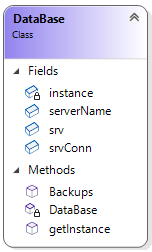 DataBase
Class
Fields
instance
serverName
srv
srvConn
Methods
Backups
DataBase
getInstance